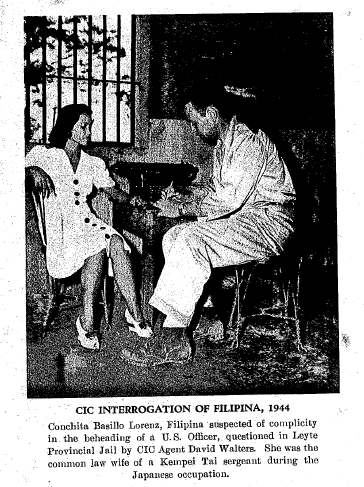 CIC INTERROGATION OF FILIPINA, 1944
Conchita Basillo Lorenz, Filipina suspected of complicity
in the beheading of a U.S. Officer, questioned in Leyte
Provincial Jail by CIC Agent David Walters. She was the
common law wife of a Kempei Tai sergeant during the
Japanese occupation.